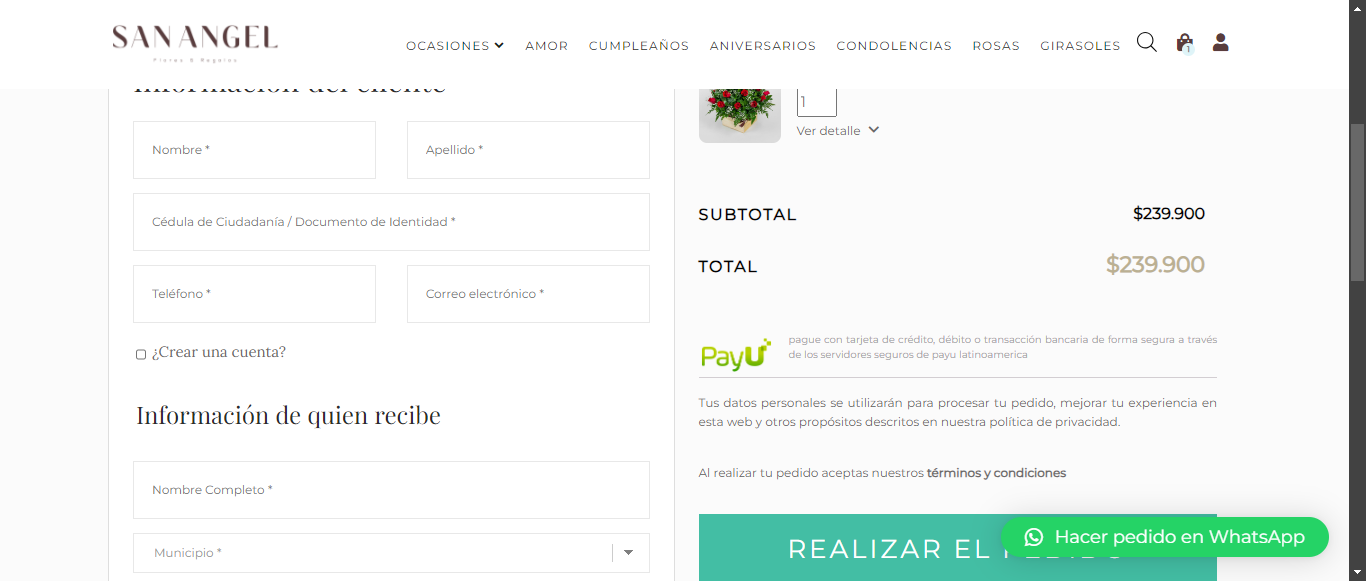 SAN ANGEL
Flores & Regalos
OCASIONES
AMOR
CUMPLEAÑOS
ANIVERSARIOS
CONDOLENCIAS
ROSAS
GIRASOLES
1
Información del cliente
Nombre *
Apellido *
Cédula de Ciudadanía / Documento de Identidad *
Teléfono *
Correo electrónico *
¿Crear una cuenta?
Información de quien recibe
Nombre Completo *
Municipio *
1
Ver detalle
SUBTOTAL $239.900
TOTAL $239.900
PayU
pague con tarjeta de crédito, débito o transacción bancaria de forma segura a través
de los servidores seguros de payu latinoamerica
Tus datos personales se utilizarán para procesar tu pedido, mejorar tu experiencia en
esta web y otros propósitos descritos en nuestra política de privacidad.
Al realizar tu pedido aceptas nuestros términos y condiciones
REALIZAR EL
Hacer pedido en WhatsApp